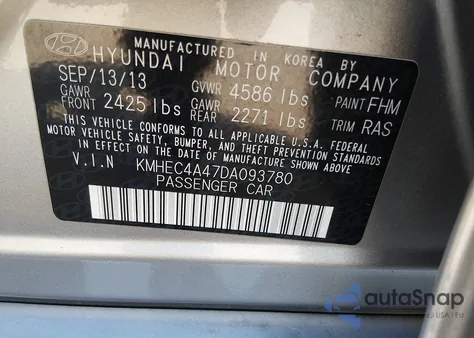 MANUFACTURED IN KOREA BY
HYUNDAI MOTOR COMPANY
SEP/13/13 GVWR 4586 lbs PAINT FHM
GAWR FRONT 2425 lbs GAWR REAR 2271 lbs TRIM RAS
THIS VEHICLE CONFORMS TO ALL APPLICABLE U.S.A. FEDERAL
MOTOR VEHICLE SAFETY, BUMPER, AND THEFT PREVENTION STANDARDS
IN EFFECT ON THE DATE OF MANUFACTURE SHOWN ABOVE
V.I.N KMHEC4A47DA093780
PASSENGER CAR
autoSnap
USA | EU